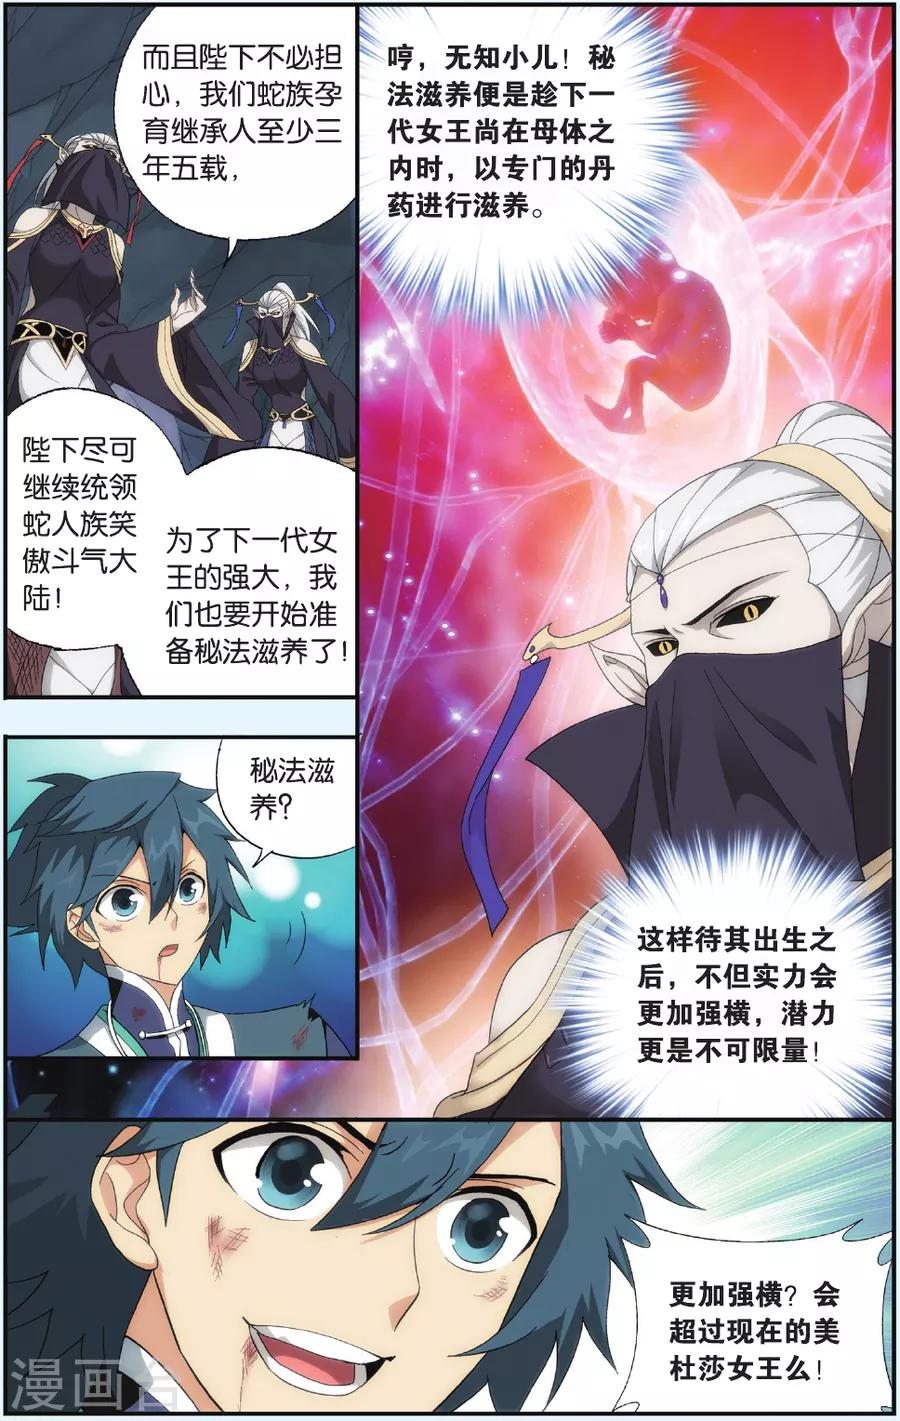 而且陛下不必担
心，我们蛇族孕
育继承人至少三
年五载，
陛下尽可
继续统领
蛇人族笑
傲斗气大
陆！
为了下一代女
王的强大，我
们也要开始准
备秘法滋养了！
秘法滋
养？
哼，无知小儿！秘
法滋养便是趁下一
代女王尚在母体之
内时，以专门的丹
药进行滋养。
这样待其出生之
后，不但实力会
更加强横，潜力
更是不可限量！
更加强横？会
超过现在的美
杜莎女王么！
漫画台